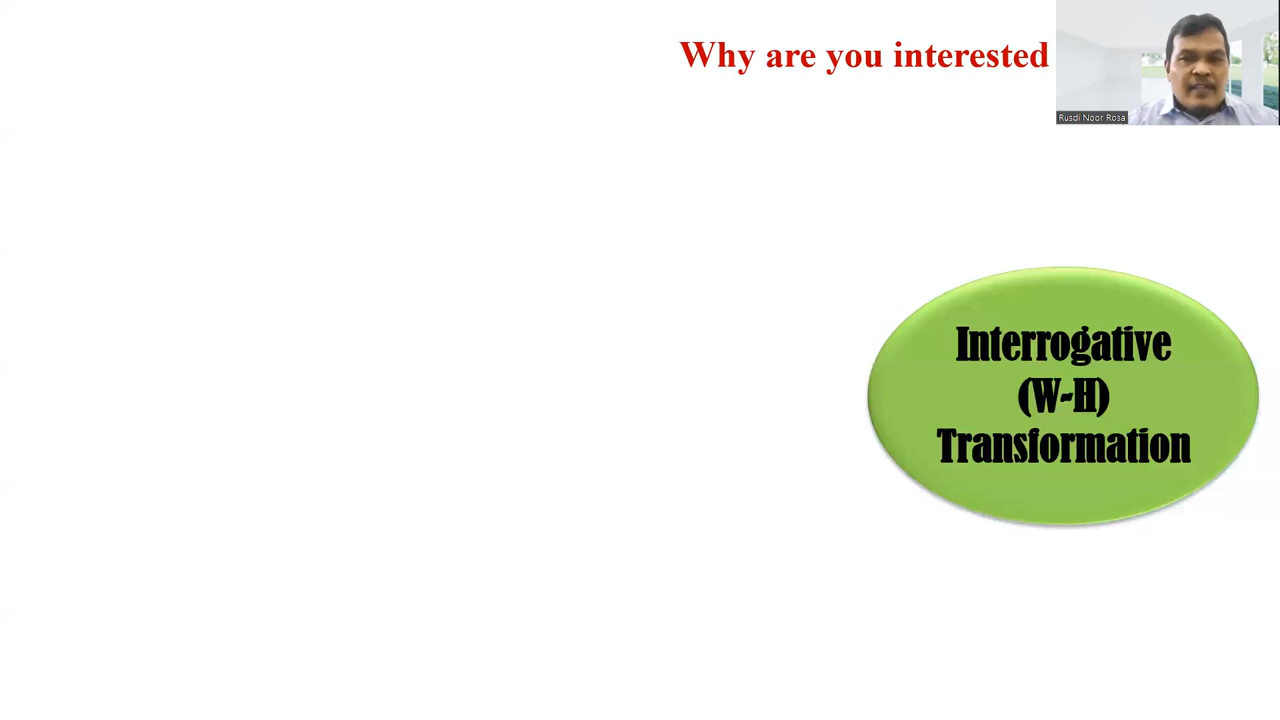 Why are you interested
Rusdi Noor Rosa
Interrogative
(W-H)
Transformation